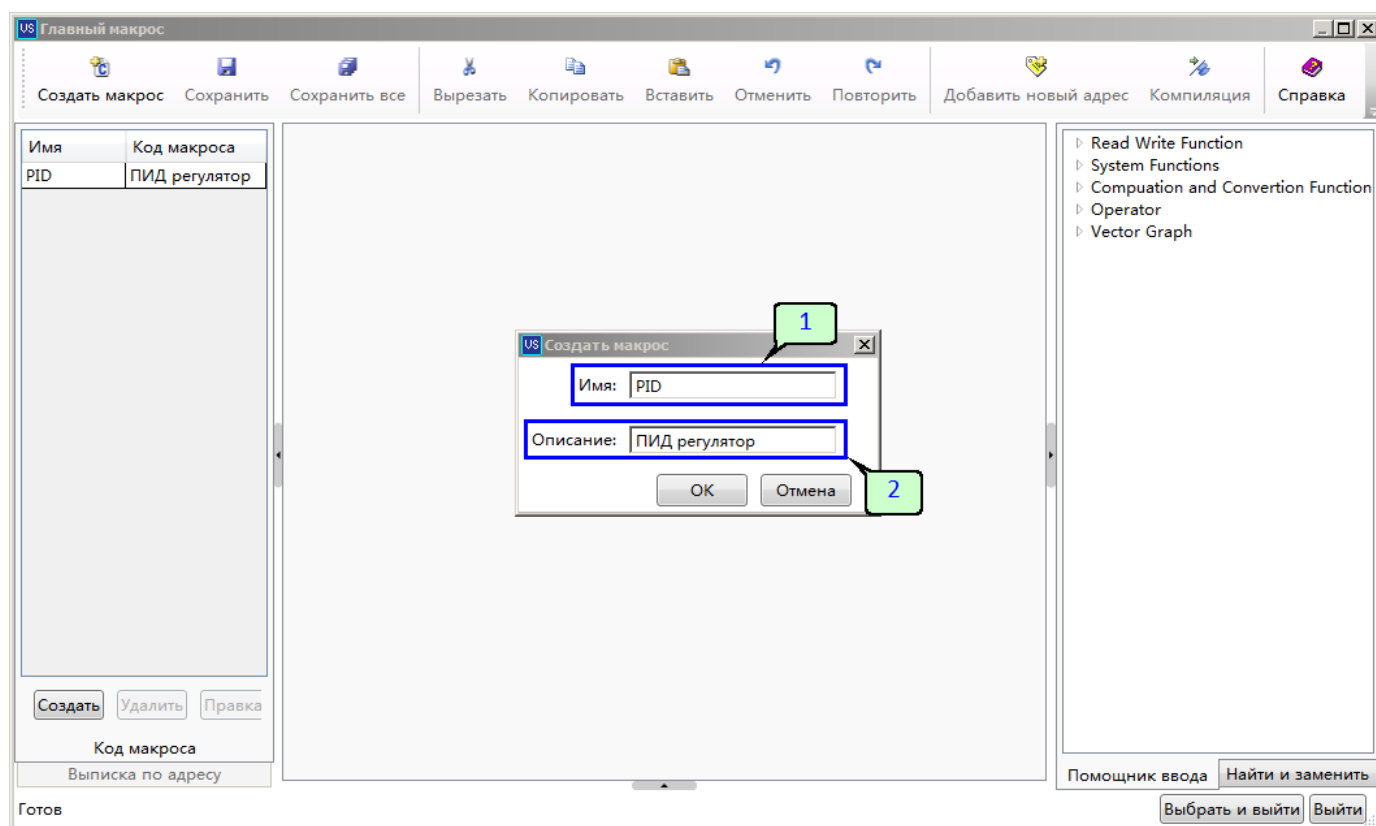 VS Главный макрос
Создать макрос Сохранить Сохранить все Вырезать Копировать Вставить Отменить Повторить Добавить новый адрес Компиляция Справка
Имя Код макроса
PID ПИД регулятор
Read Write Function
System Functions
Compuation and Convertion Function
Operator
Vector Graph
1
VS Создать макрос
Имя: PID
Описание: ПИД регулятор
OK Отмена
2
Создать Удалить Правка
Код макроса
Выписка по адресу
Помощник ввода Найти и заменить
Готов
Выбрать и выйти Выйти